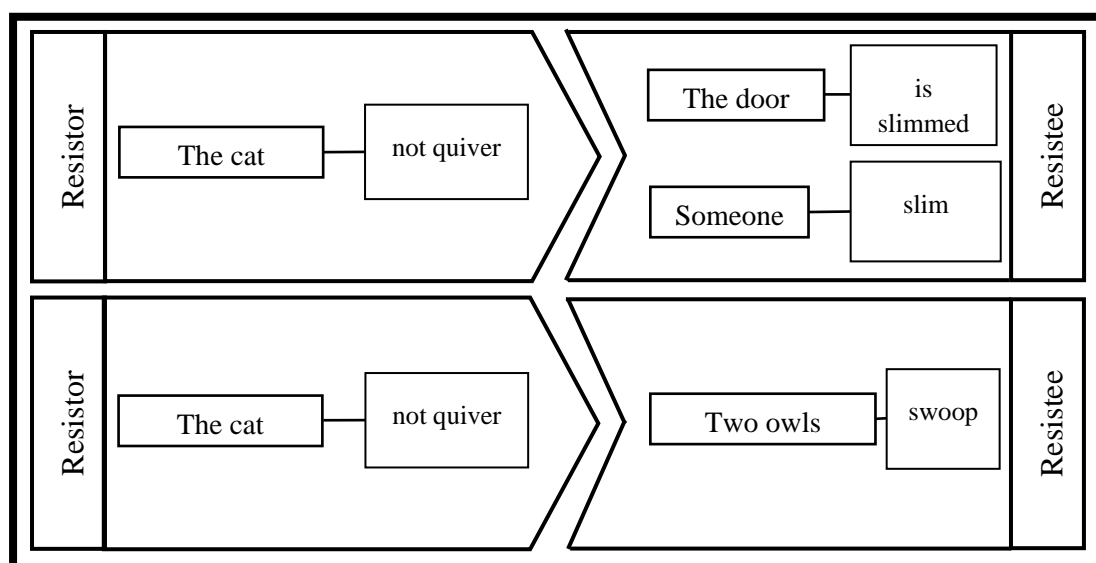 Resistor
The cat
not quiver
The door
is
slimmed
Someone
slim
Resistee
Resistor
The cat
not quiver
Two owls
swoop
Resistee